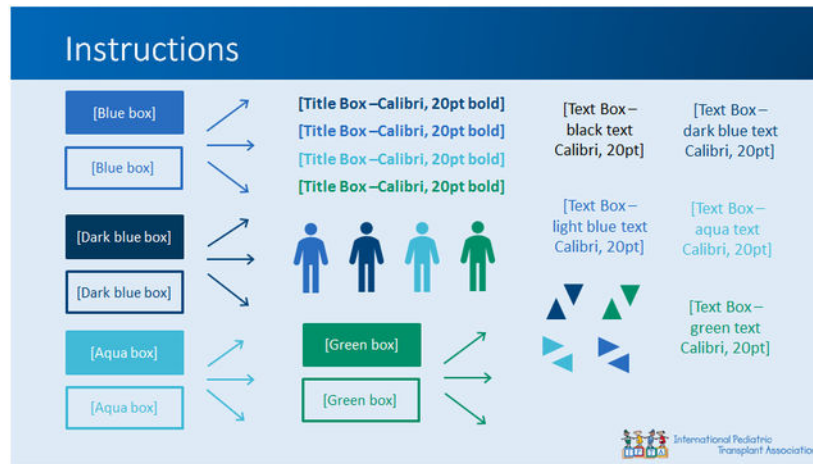 Instructions
[Blue box]
[Blue box]
[Dark blue box]
[Dark blue box]
[Aqua box]
[Aqua box]
[Title Box –Calibri, 20pt bold]
[Title Box –Calibri, 20pt bold]
[Title Box –Calibri, 20pt bold]
[Title Box –Calibri, 20pt bold]
[Green box]
[Green box]
[Text Box –
black text
Calibri, 20pt]
[Text Box –
dark blue text
Calibri, 20pt]
[Text Box –
light blue text
Calibri, 20pt]
[Text Box –
aqua text
Calibri, 20pt]
[Text Box –
green text
Calibri, 20pt]
IPTA
International Pediatric
Transplant Association